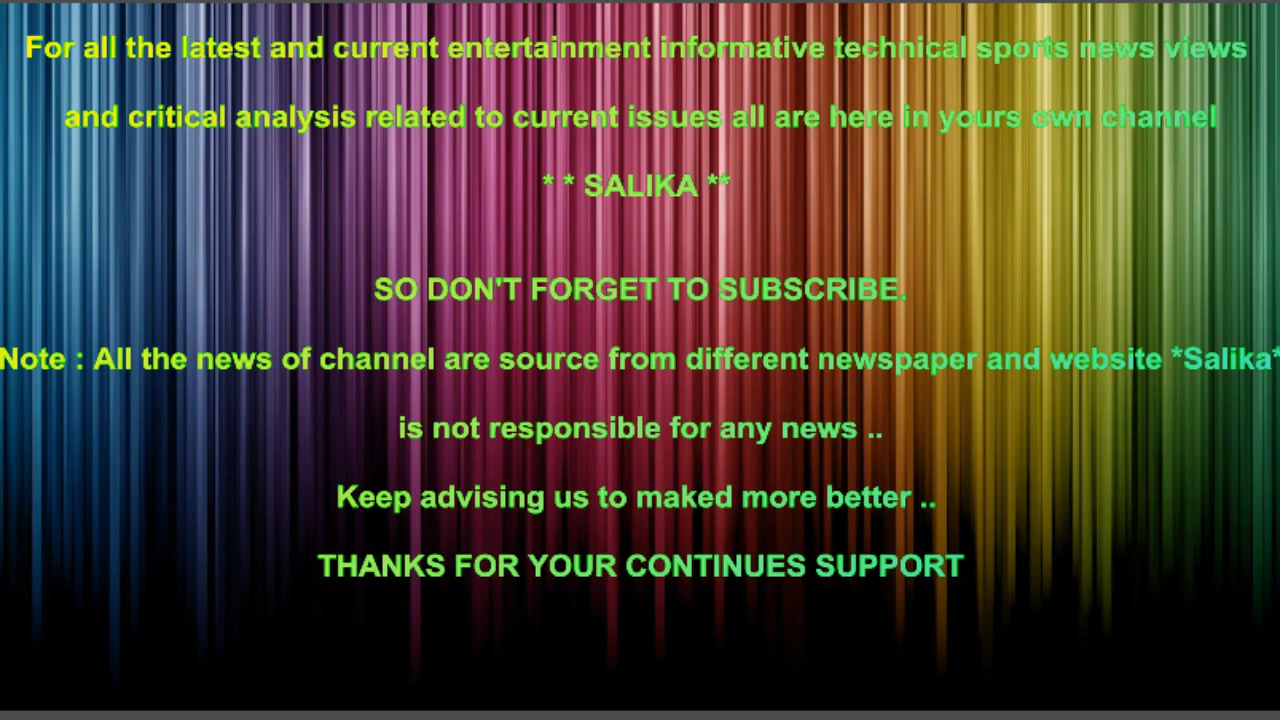 For all the latest and current entertainment informative technical sports news views
and critical analysis related to current issues all are here in yours own channel
* * SALIKA **
SO DON'T FORGET TO SUBSCRIBE.
Note : All the news of channel are source from different newspaper and website *Salika*
is not responsible for any news ..
Keep advising us to maked more better ..
THANKS FOR YOUR CONTINUES SUPPORT